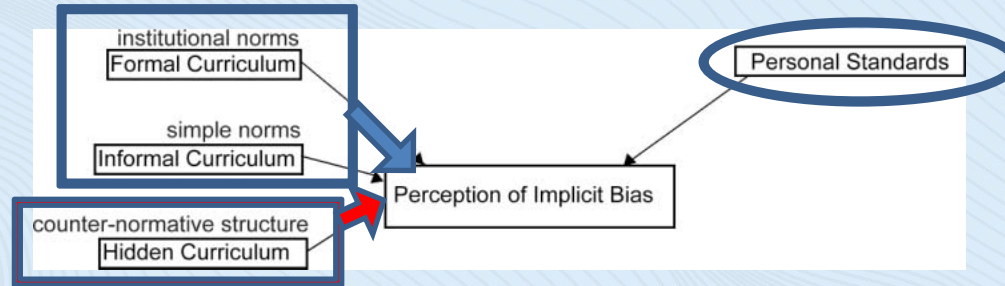 institutional norms
Formal Curriculum
Personal Standards
simple norms
Informal Curriculum
Perception of Implicit Bias
counter-normative structure
Hidden Curriculum